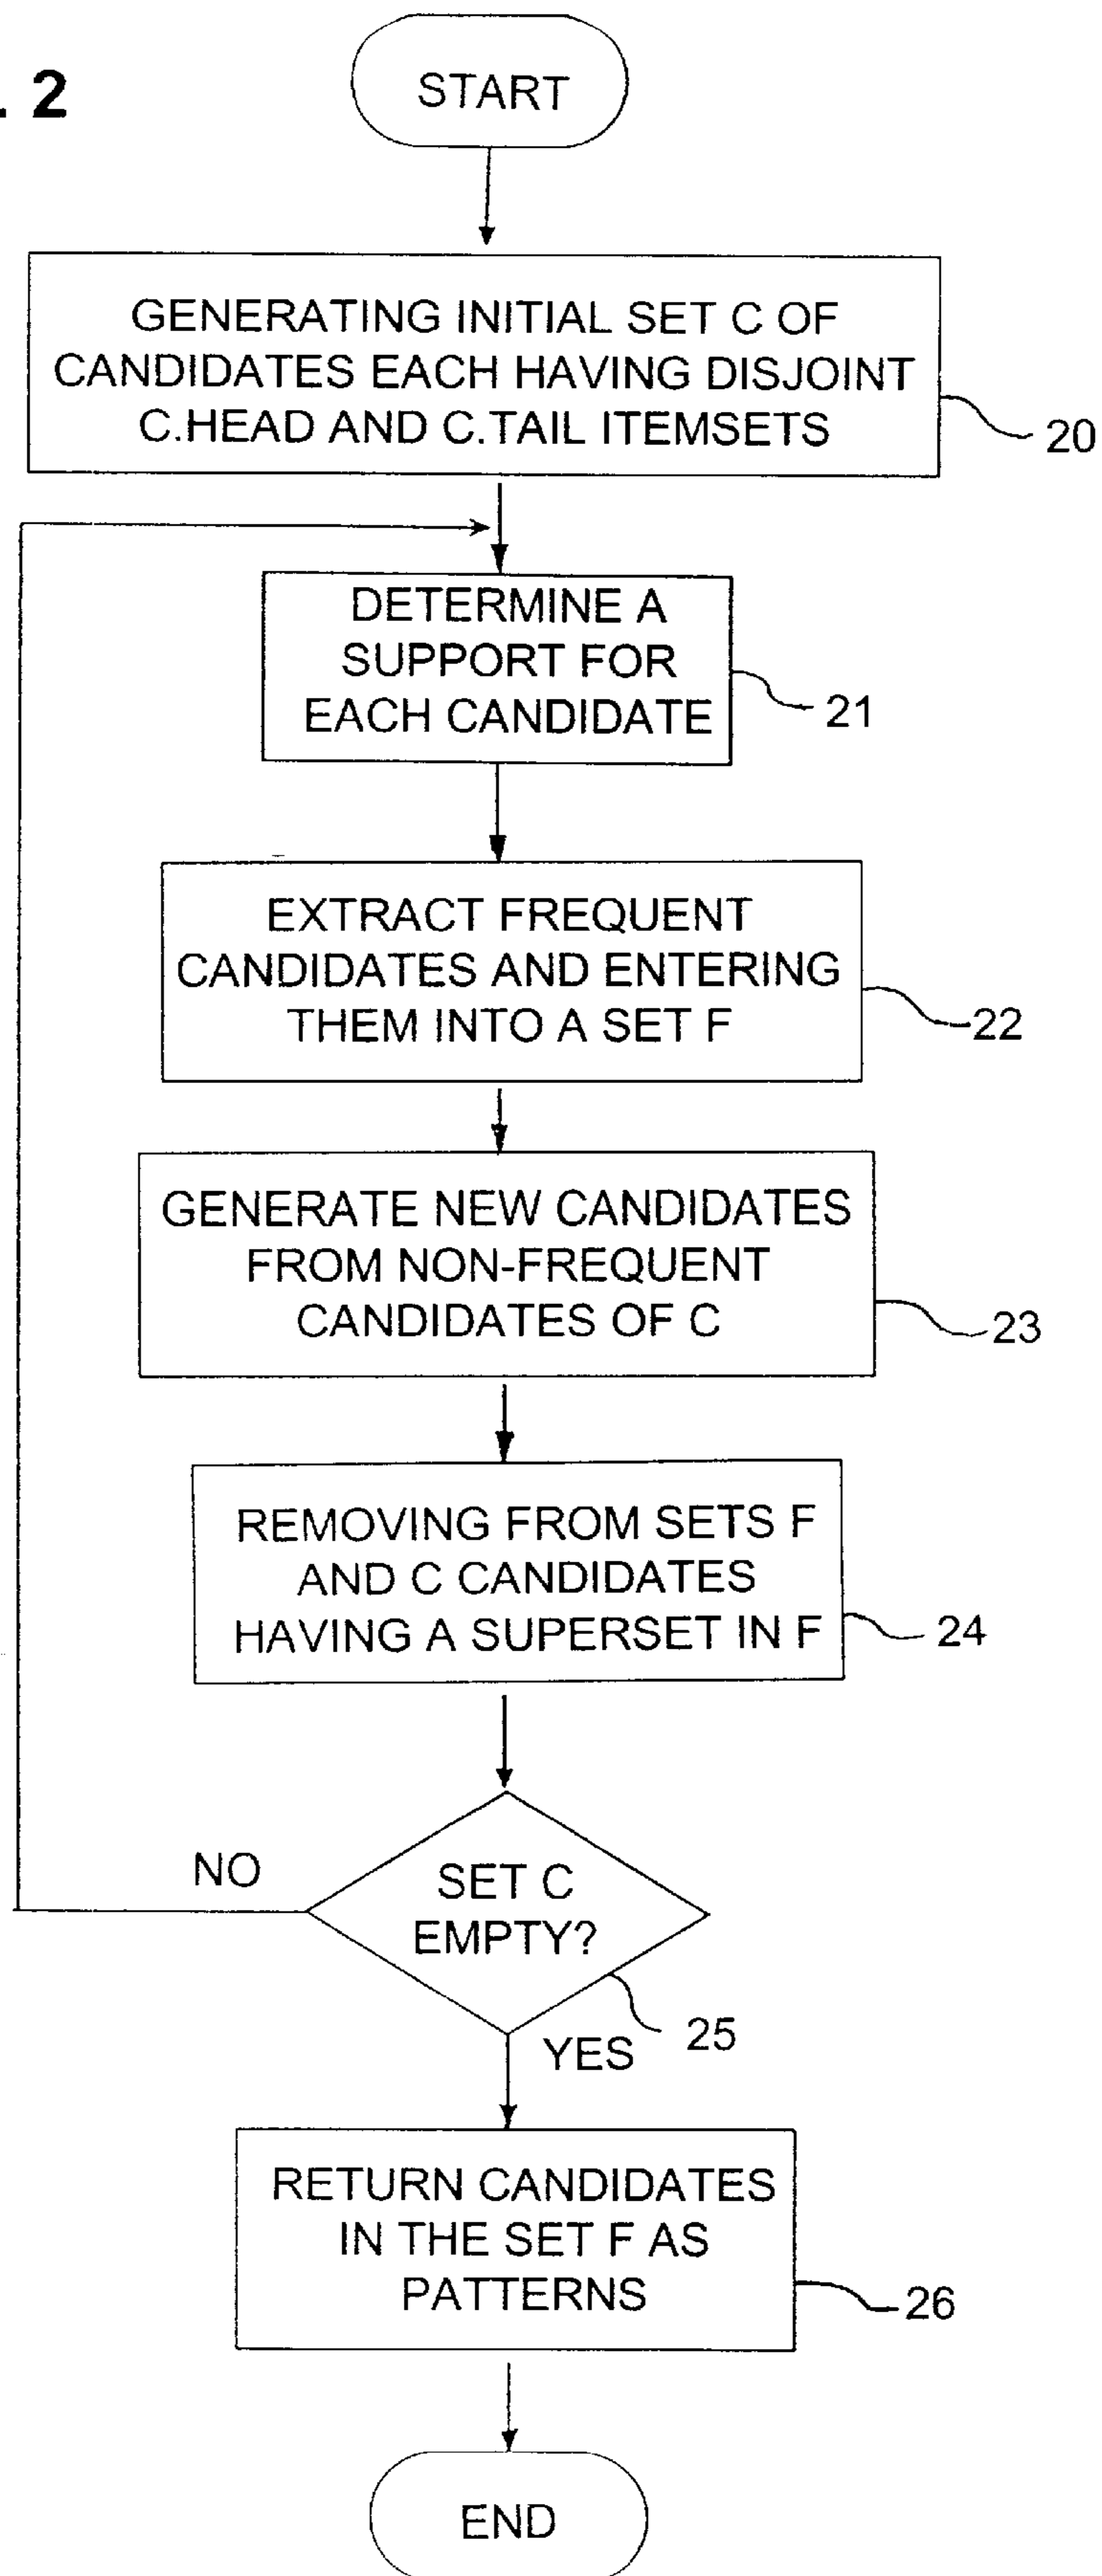 . 2
START
GENERATING INITIAL SET C OF
CANDIDATES EACH HAVING DISJOINT
C.HEAD AND C.TAIL ITEMSETS
20
DETERMINE A
SUPPORT FOR
EACH CANDIDATE
21
EXTRACT FREQUENT
CANDIDATES AND ENTERING
THEM INTO A SET F
22
GENERATE NEW CANDIDATES
FROM NON-FREQUENT
CANDIDATES OF C
23
REMOVING FROM SETS F
AND C CANDIDATES
HAVING A SUPERSET IN F
24
SET C
EMPTY?
NO
25
YES
RETURN CANDIDATES
IN THE SET F AS
PATTERNS
26
END